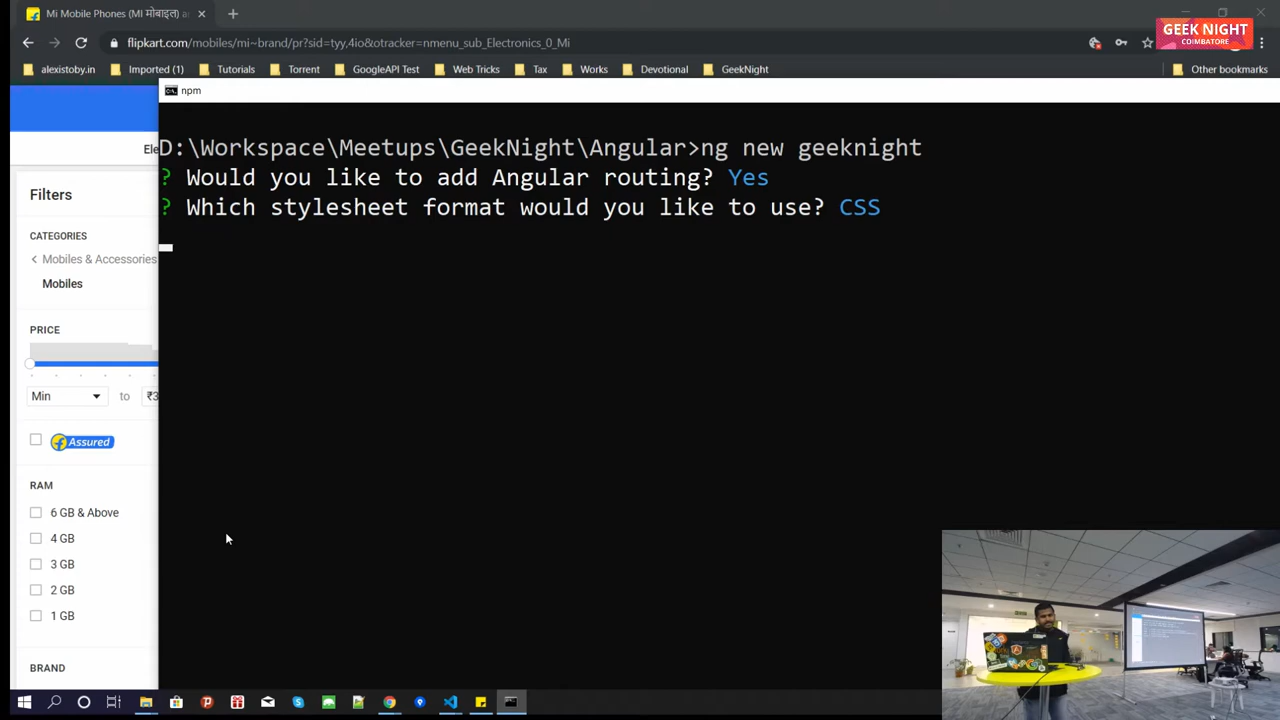 Mi Mobile Phones (MI मोबाइल) a
GEEK NIGHT
COIMBATORE
flipkart.com/mobiles/mi~brand/pr?sid=tyy,4io&otracker=nmenu_sub_Electronics_0_Mi
alexistoby.in
Imported (1)
Tutorials
Torrent
GoogleAPI Test
Web Tricks
Tax
Works
Devotional
GeekNight
Other bookmarks
npm
Ele
D:\Workspace\Meetups\GeekNight\Angular>ng new geeknight
? Would you like to add Angular routing? Yes
? Which stylesheet format would you like to use? CSS
Filters
CATEGORIES
Mobiles & Accessories
Mobiles
PRICE
Min
to
₹3
Assured
RAM
6 GB & Above
4 GB
3 GB
2 GB
1 GB
BRAND